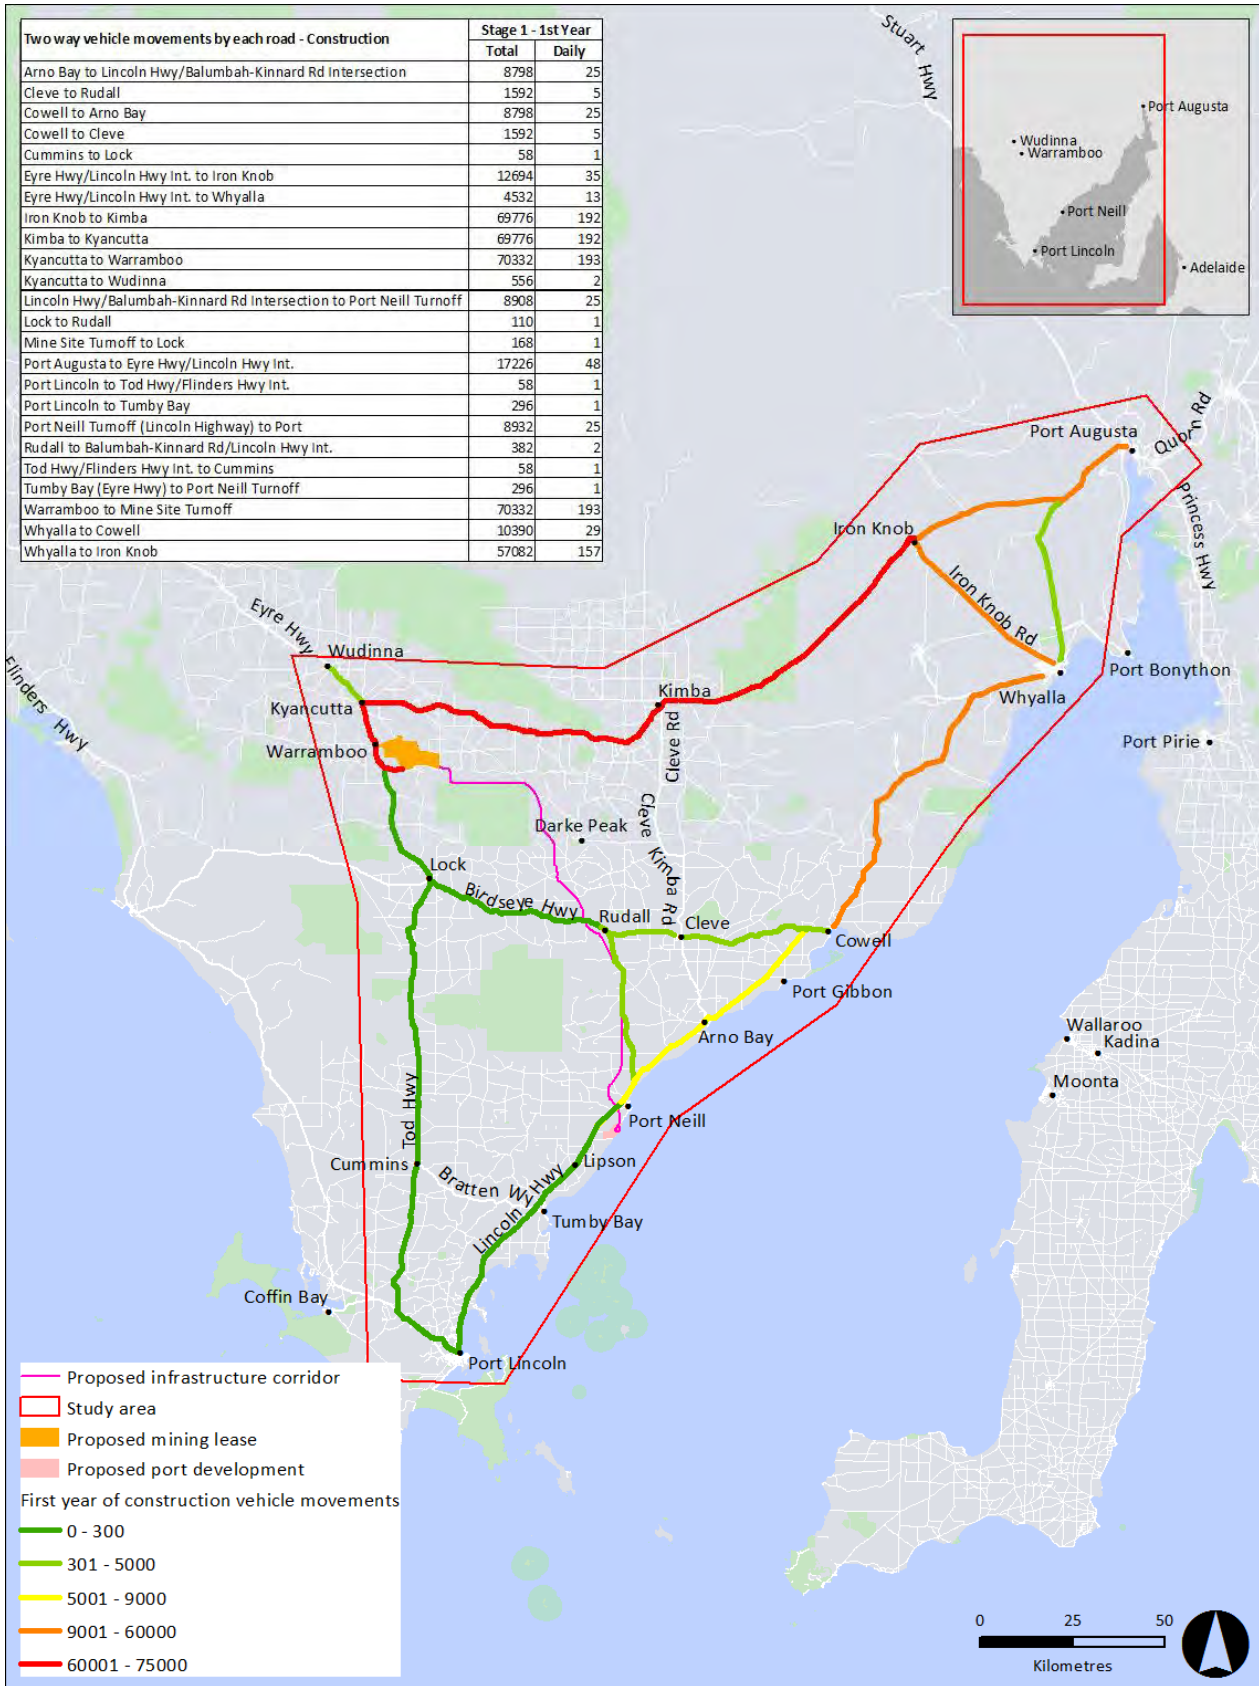 Two way vehicle movements by each road - Construction
Stage 1 - 1st Year
Total Daily
Arno Bay to Lincoln Hwy/Balumbah-Kinnard Rd Intersection 8798 25
Cleve to Rudall 1592 5
Cowell to Arno Bay 8798 25
Cowell to Cleve 1592 5
Cummins to Lock 58 1
Eyre Hwy/Lincoln Hwy Int. to Iron Knob 12694 35
Eyre Hwy/Lincoln Hwy Int. to Whyalla 4532 13
Iron Knob to Kimba 69776 192
Kimba to Kyancutta 69776 192
Kyancutta to Warramboo 70332 193
Kyancutta to Wudinna 556 2
Lincoln Hwy/Balumbah-Kinnard Rd Intersection to Port Neill Turnoff 8908 25
Lock to Rudall 110 1
Mine Site Turnoff to Lock 168 1
Port Augusta to Eyre Hwy/Lincoln Hwy Int. 17226 48
Port Lincoln to Tod Hwy/Flinders Hwy Int. 58 1
Port Lincoln to Tumby Bay 296 1
Port Neill Turnoff (Lincoln Highway) to Port 8932 25
Rudall to Balumbah-Kinnard Rd/Lincoln Hwy Int. 382 2
Tod Hwy/Flinders Hwy Int. to Cummins 58 1
Tumby Bay (Eyre Hwy) to Port Neill Turnoff 296 1
Warramboo to Mine Site Turnoff 70332 193
Whyalla to Cowell 10390 29
Whyalla to Iron Knob 57082 157
Stuart Hwy
Port Augusta
Wudinna
Warramboo
Port Neill
Port Lincoln
Adelaide
Port Augusta
Quorn Rd
Princess Hwy
Iron Knob
Iron Knob Rd
Eyre Hwy
Wudinna
Flinders Hwy
Kyancutta
Kimba
Whyalla
Port Bonython
Warramboo
Cleve Rd
Port Pirie
Darke Peak
Cleve Kimba Rd
Lock
Birdseye Hwy
Rudall
Cleve
Cowell
Port Gibbon
Arno Bay
Wallaroo
Kadina
Moonta
Tod Hwy
Port Neill
Cummins
Lipson
Bratten Wy
Lincoln Hwy
Tumby Bay
Coffin Bay
Port Lincoln
Proposed infrastructure corridor
Study area
Proposed mining lease
Proposed port development
First year of construction vehicle movements
0 - 300
301 - 5000
5001 - 9000
9001 - 60000
60001 - 75000
0 25 50
Kilometres